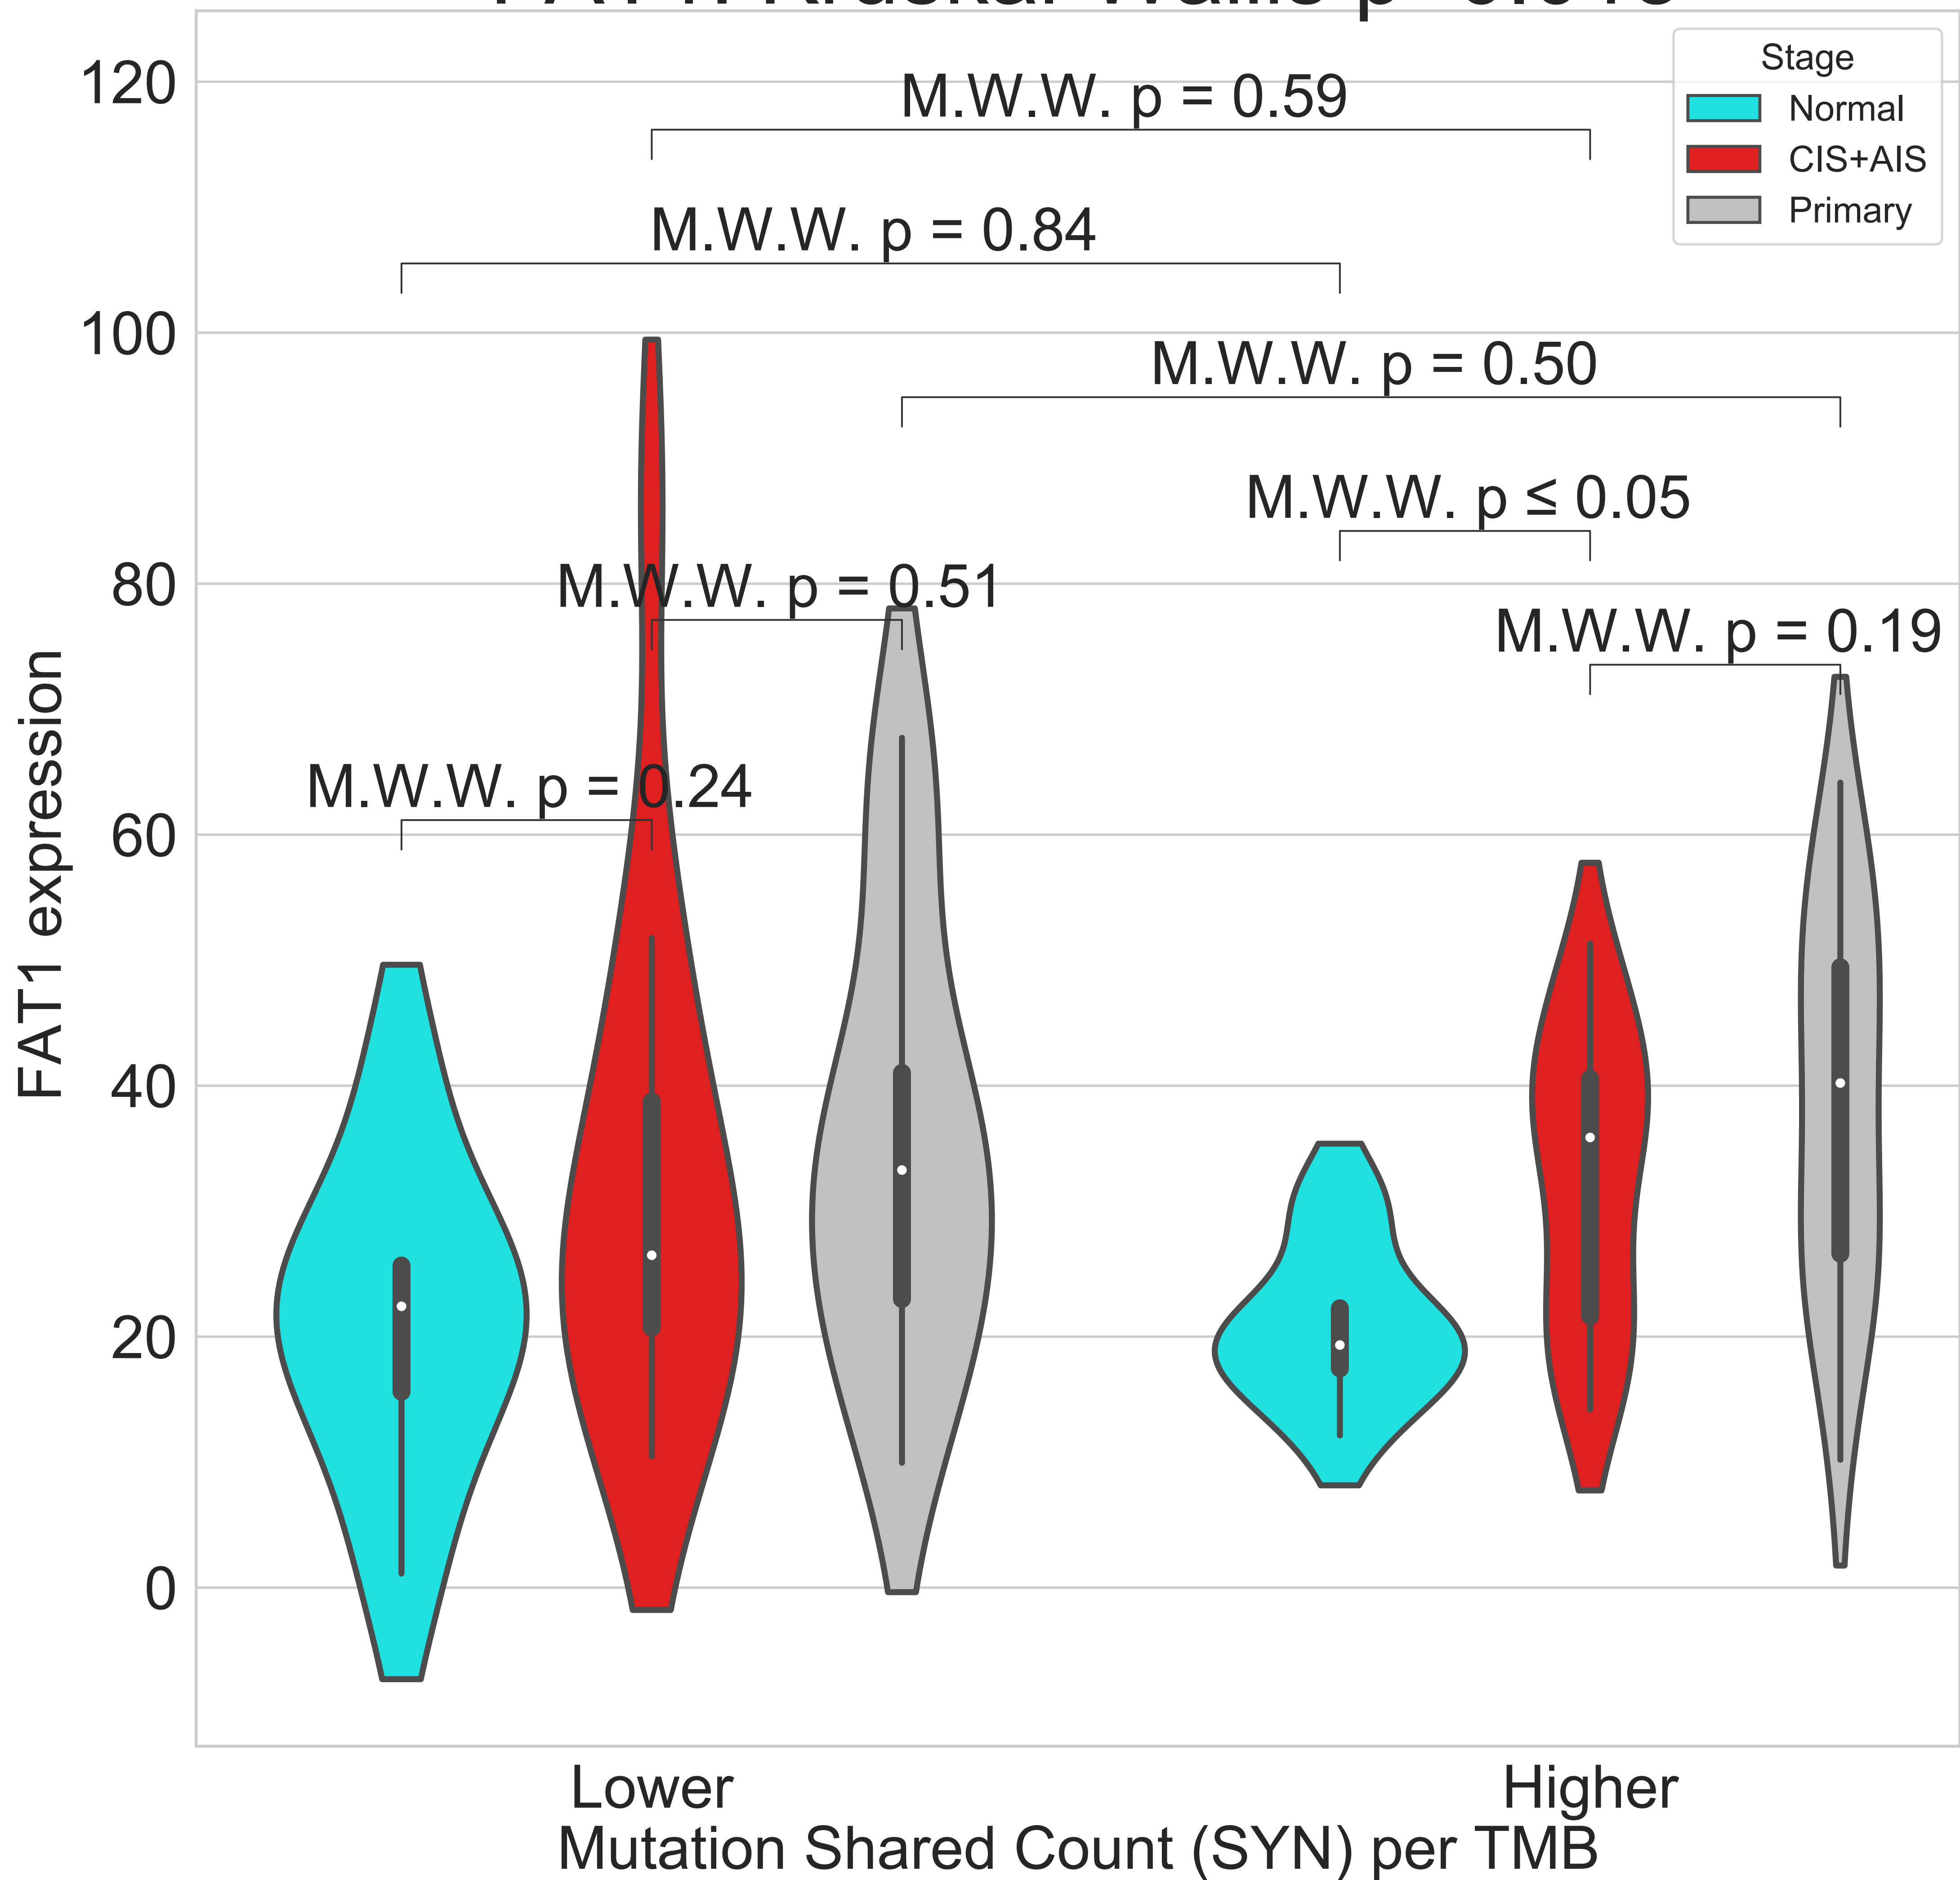 120
M.W.W. p = 0.59
M.W.W. p = 0.84
100
M.W.W. p = 0.50
M.W.W. p ≤ 0.05
80
M.W.W. p = 0.51
M.W.W. p = 0.19
M.W.W. p = 0.24
60
40
20
0
FAT1 expression
Stage
Normal
CIS+AIS
Primary
Lower
Higher
Mutation Shared Count (SYN) per TMB